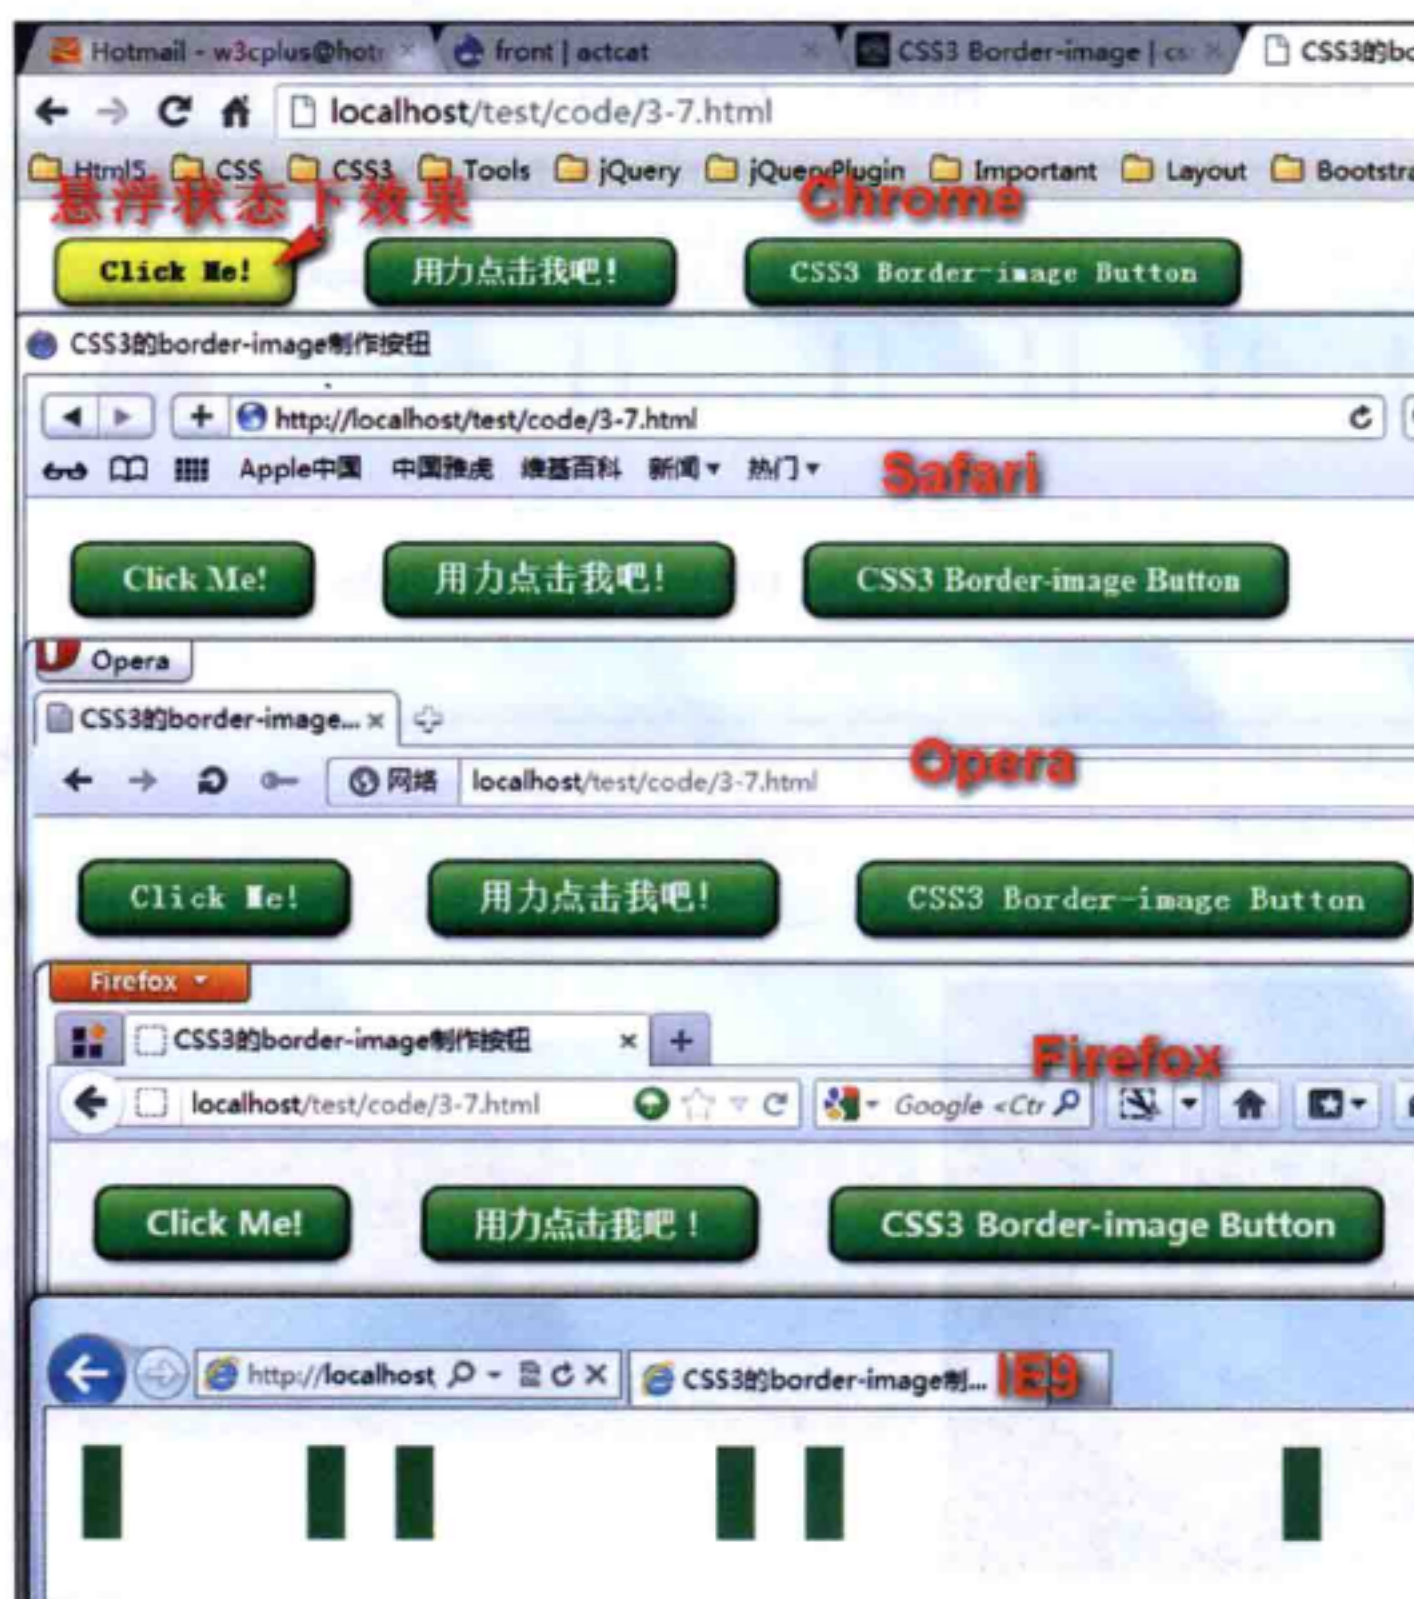 Hotmail - w3cplus@hot
front | actcat
CSS3 Border-image | cs
CSS3的bo
localhost/test/code/3-7.html
Html5 CSS CSS3 Tools jQuery jQueryPlugin Important Layout Bootstra
悬浮状态下效果
Chrome
Click Me! 用力点击我吧! CSS3 Border-image Button
CSS3的border-image制作按钮
http://localhost/test/code/3-7.html
Apple中国 中国雅虎 维基百科 新闻 热门
Safari
Click Me! 用力点击我吧! CSS3 Border-image Button
Opera
CSS3的border-image...
网络 localhost/test/code/3-7.html
Opera
Click Me! 用力点击我吧! CSS3 Border-image Button
Firefox
CSS3的border-image制作按钮
Firefox
localhost/test/code/3-7.html Google <Ctr
Click Me! 用力点击我吧! CSS3 Border-image Button
http://localhost CSS3的border-image制...
IE9